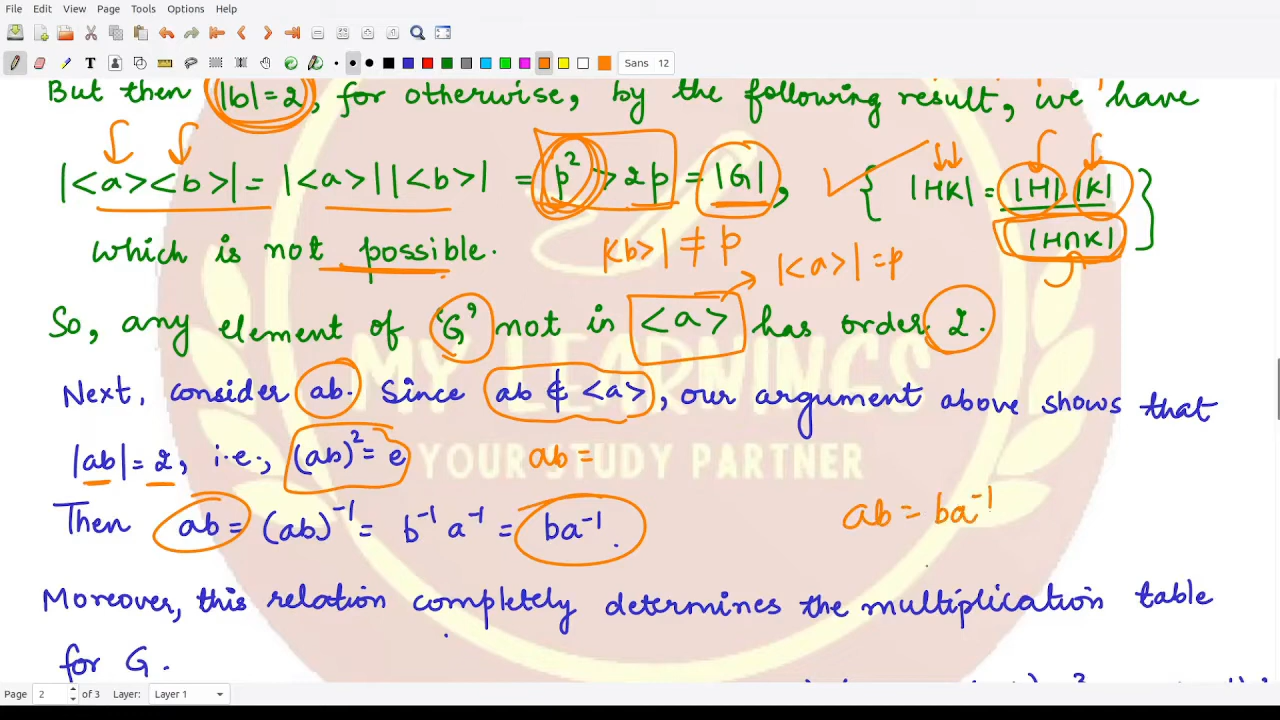 File Edit View Page Tools Options Help
Sans 12
But then |b|=2, for otherwise, by the following result, we have
|<a><b>| = |<a>||<b>| = p² > 2p = |G|, { |HK| = |H| |K| / |H∩K| }
which is not possible. |<b>| ≠ p |<a>| = p
So, any element of 'G' not in <a> has order 2.
Next, consider ab. Since ab ∉ <a>, our argument above shows that
|ab| = 2, i.e., (ab)² = e ab =
Then ab = (ab)⁻¹ = b⁻¹ a⁻¹ = ba⁻¹. ab = ba⁻¹
Moreover, this relation completely determines the multiplication table
for G.
MY LEARNINGS
YOUR STUDY PARTNER
Page 2 of 3 Layer: Layer 1